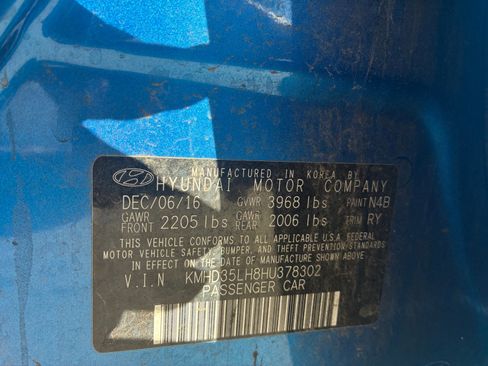 MANUFACTURED IN KOREA BY
HYUNDAI MOTOR COMPANY
DEC/06/16 GVWR 3968 lbs PAINT N4B
GAWR FRONT 2205 lbs GAWR REAR 2006 lbs TRIM RY
THIS VEHICLE CONFORMS TO ALL APPLICABLE U.S.A FEDERAL
MOTOR VEHICLE SAFETY, BUMPER, AND THEFT PREVENTION STANDARDS
IN EFFECT ON THE DATE OF MANUFACTURE SHOWN ABOVE.
V.I.N KMHD35LH8HU378302
PASSENGER CAR